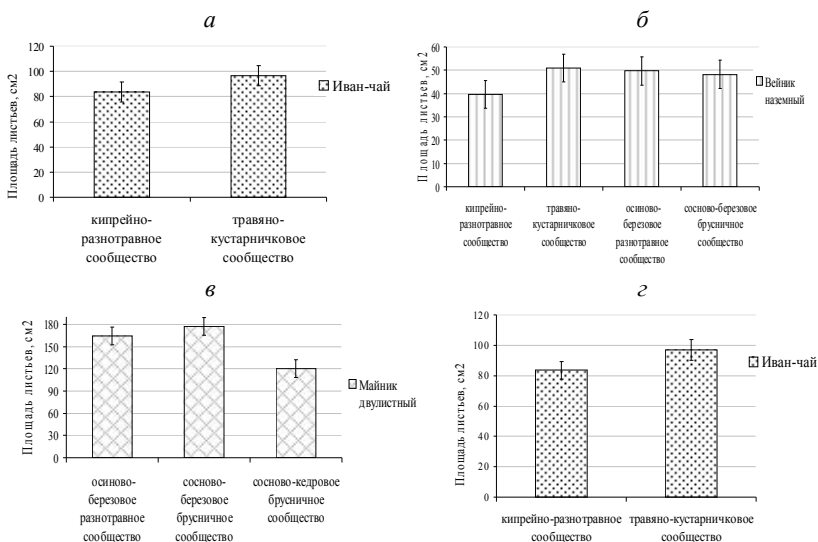 а
Площадь листьев, см2
120
100
80
60
40
20
0
кипрейно-
разнотравное
сообщество
травяно-
кустарничковое
сообщество
Иван-чай
б
Площадь листьев, см2
60
50
40
30
20
10
0
кипрейно-
разнотравное
сообщество
травяно-
кустарничковое
сообщество
осиново-
березовое
разнотравное
сообщество
сосново-березовое
брусничное
сообщество
Вейник
наземный
в
Площадь листьев, см2
180
150
120
90
60
30
0
осиново-
березовое
разнотравное
сообщество
сосново-
березовое
брусничное
сообщество
сосново-кедровое
брусничное
сообщество
Майник
двулистный
г
Площадь листьев, см2
120
100
80
60
40
20
0
кипрейно-разнотравное
сообщество
травяно-кустарничковое
сообщество
Иван-чай